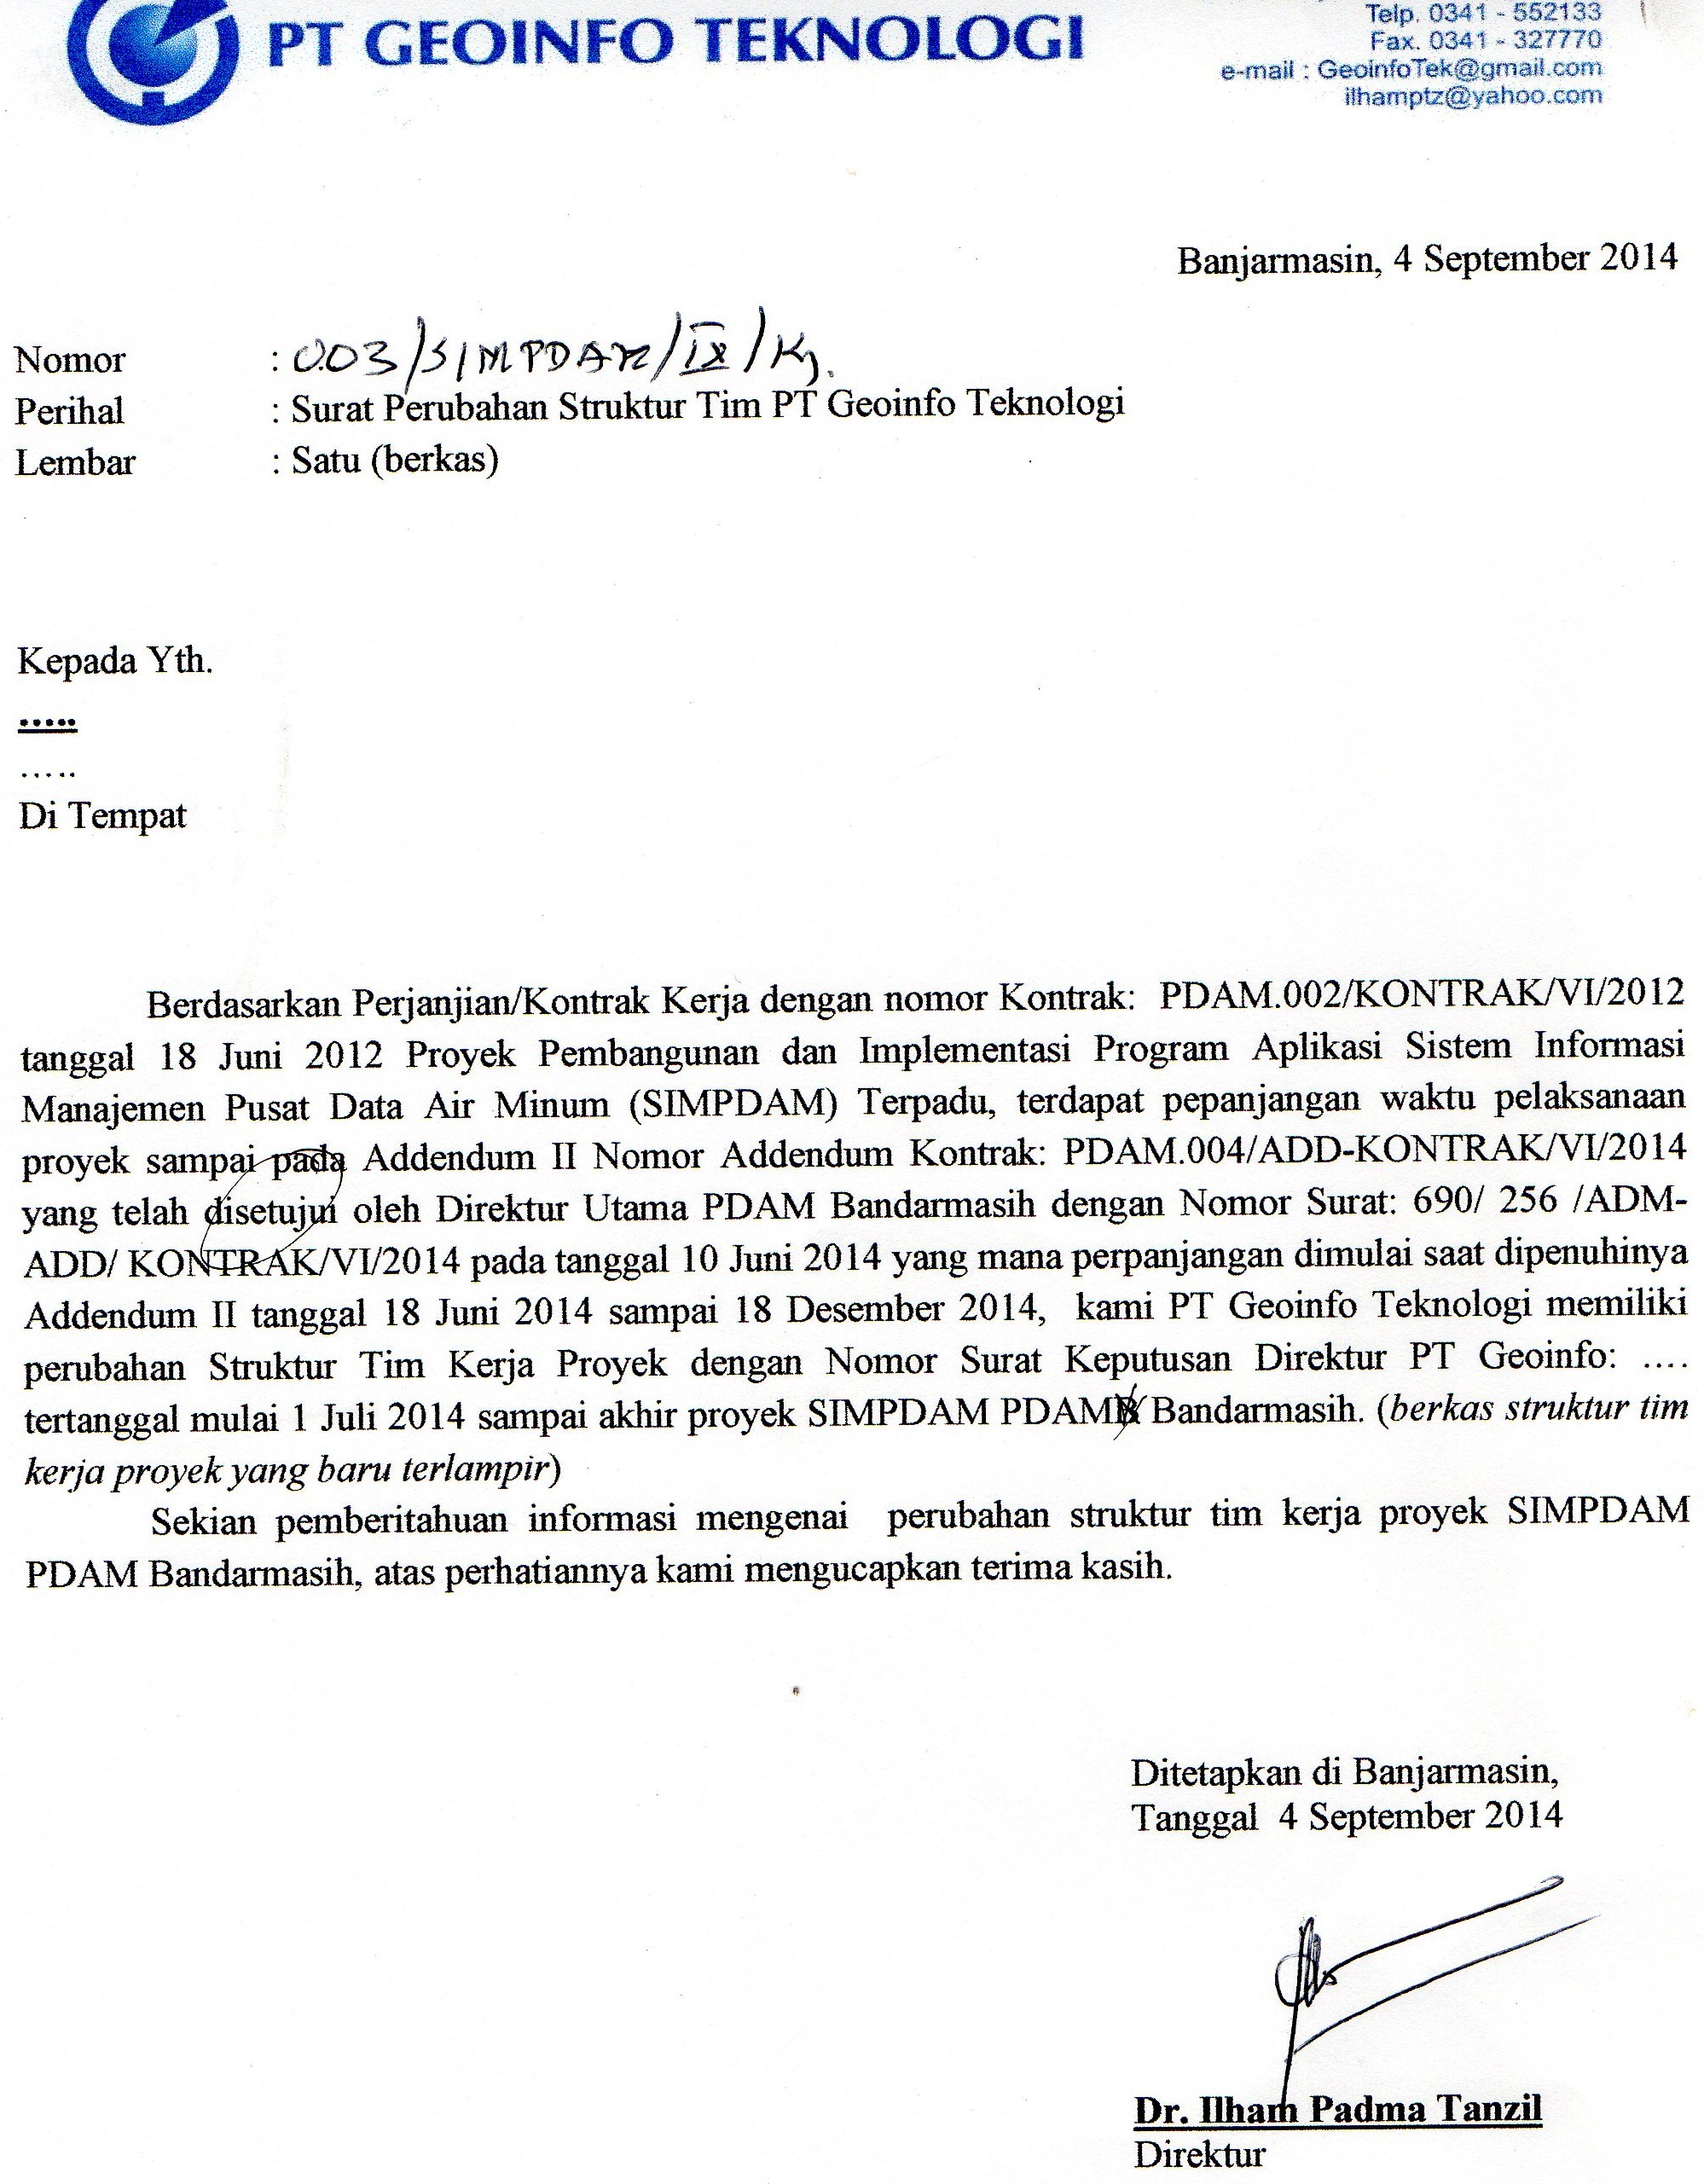 PT GEOINFO TEKNOLOGI
Telp. 0341 - 552133
Fax. 0341 - 327770
e-mail : GeoinfoTek@gmail.com
ilhamptz@yahoo.com
Banjarmasin, 4 September 2014
Nomor : 003/SIMPDAM/IX/
Perihal : Surat Perubahan Struktur Tim PT Geoinfo Teknologi
Lembar : Satu (berkas)
Kepada Yth.
.....
.....
Di Tempat
Berdasarkan Perjanjian/Kontrak Kerja dengan nomor Kontrak: PDAM.002/KONTRAK/VI/2012
tanggal 18 Juni 2012 Proyek Pembangunan dan Implementasi Program Aplikasi Sistem Informasi
Manajemen Pusat Data Air Minum (SIMPDAM) Terpadu, terdapat pepanjangan waktu pelaksanaan
proyek sampai pada Addendum II Nomor Addendum Kontrak: PDAM.004/ADD-KONTRAK/VI/2014
yang telah disetujui oleh Direktur Utama PDAM Bandarmasih dengan Nomor Surat: 690/ 256 /ADM-
ADD/ KONTRAK/VI/2014 pada tanggal 10 Juni 2014 yang mana perpanjangan dimulai saat dipenuhinya
Addendum II tanggal 18 Juni 2014 sampai 18 Desember 2014, kami PT Geoinfo Teknologi memiliki
perubahan Struktur Tim Kerja Proyek dengan Nomor Surat Keputusan Direktur PT Geoinfo: ....
tertanggal mulai 1 Juli 2014 sampai akhir proyek SIMPDAM PDAM Bandarmasih. (berkas struktur tim
kerja proyek yang baru terlampir)
Sekian pemberitahuan informasi mengenai perubahan struktur tim kerja proyek SIMPDAM
PDAM Bandarmasih, atas perhatiannya kami mengucapkan terima kasih.
Ditetapkan di Banjarmasin,
Tanggal 4 September 2014
Dr. Ilham Padma Tanzil
Direktur